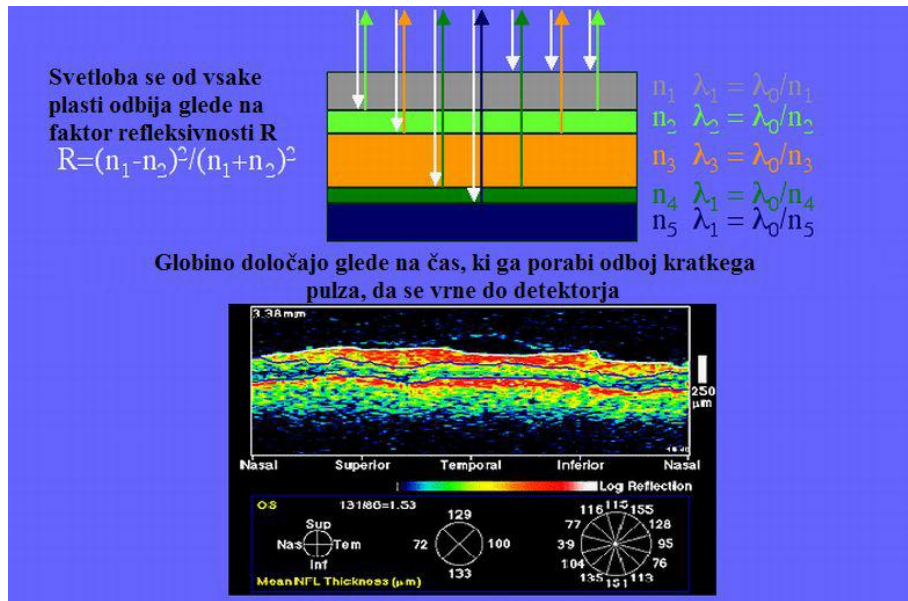 Svetloba se od vsake
plasti odbija glede na
faktor refleksivnosti R
R=(n₁-n₂)²/(n₁+n₂)²
n₁ λ₁ = λ₀/n₁
n₂ λ₂ = λ₀/n₂
n₃ λ₃ = λ₀/n₃
n₄ λ₁ = λ₀/n₄
n₅ λ₁ = λ₀/n₅
Globino določajo glede na čas, ki ga porabi odboj kratkega
pulza, da se vrne do detektorja
3.38mm
250
µm
Nasal Superior Temporal Inferior Nasal
Log Reflection
OS 131/86=1.53
Sup
Nas Tem
Inf
129
72 100
133
116 115 155
77 128
39 95
104 76
135 151 113
Mean NFL Thickness (µm)